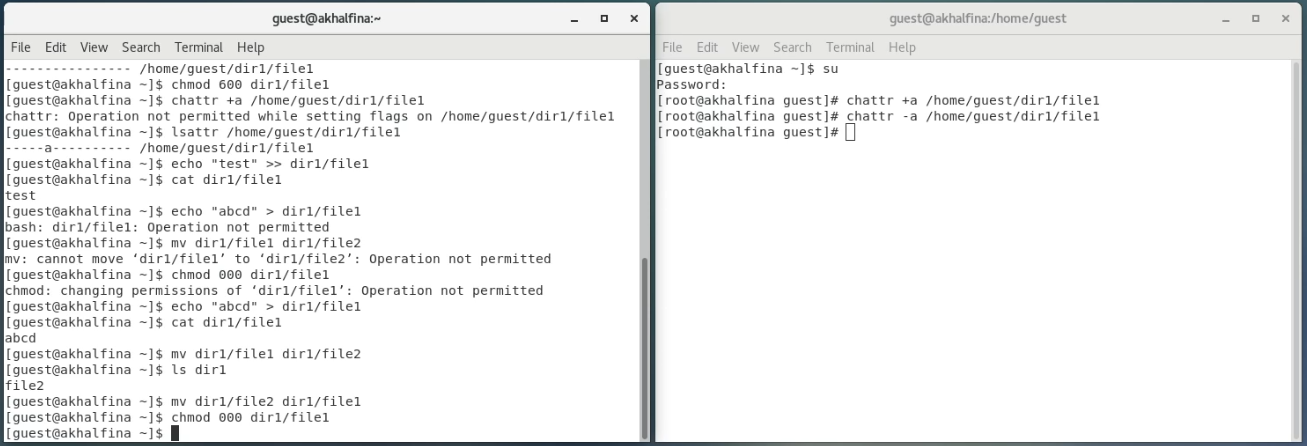 guest@akhalfina:~
File Edit View Search Terminal Help
---------------- /home/guest/dir1/file1
[guest@akhalfina ~]$ chmod 600 dir1/file1
[guest@akhalfina ~]$ chattr +a /home/guest/dir1/file1
chattr: Operation not permitted while setting flags on /home/guest/dir1/file1
[guest@akhalfina ~]$ lsattr /home/guest/dir1/file1
-----a---------- /home/guest/dir1/file1
[guest@akhalfina ~]$ echo "test" >> dir1/file1
[guest@akhalfina ~]$ cat dir1/file1
test
[guest@akhalfina ~]$ echo "abcd" > dir1/file1
bash: dir1/file1: Operation not permitted
[guest@akhalfina ~]$ mv dir1/file1 dir1/file2
mv: cannot move ‘dir1/file1’ to ‘dir1/file2’: Operation not permitted
[guest@akhalfina ~]$ chmod 000 dir1/file1
chmod: changing permissions of ‘dir1/file1’: Operation not permitted
[guest@akhalfina ~]$ echo "abcd" > dir1/file1
[guest@akhalfina ~]$ cat dir1/file1
abcd
[guest@akhalfina ~]$ mv dir1/file1 dir1/file2
[guest@akhalfina ~]$ ls dir1
file2
[guest@akhalfina ~]$ mv dir1/file2 dir1/file1
[guest@akhalfina ~]$ chmod 000 dir1/file1
[guest@akhalfina ~]$
guest@akhalfina:/home/guest
File Edit View Search Terminal Help
[guest@akhalfina ~]$ su
Password:
[root@akhalfina guest]# chattr +a /home/guest/dir1/file1
[root@akhalfina guest]# chattr -a /home/guest/dir1/file1
[root@akhalfina guest]#